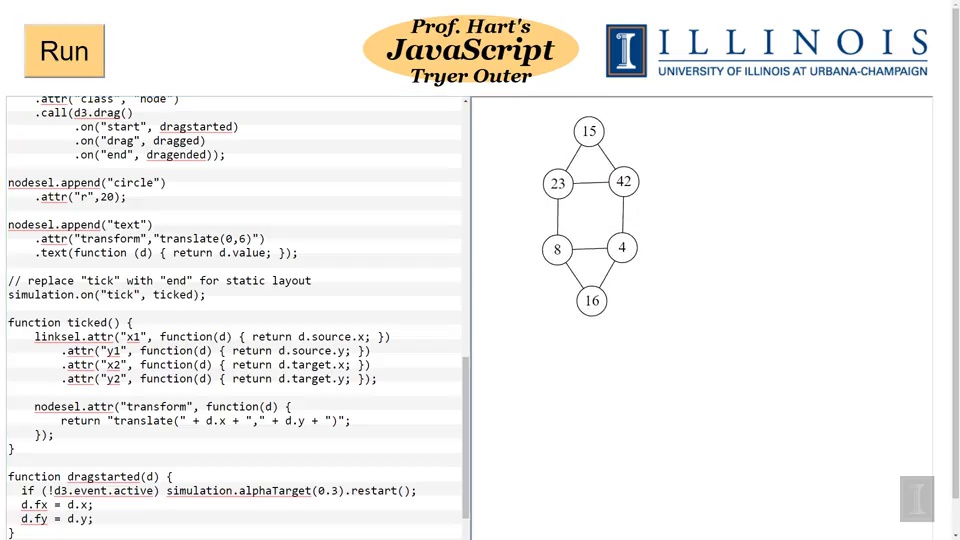 Run
Prof. Hart's
JavaScript
Tryer Outer
I ILLINOIS
UNIVERSITY OF ILLINOIS AT URBANA-CHAMPAIGN
.attr("class", "node")
.call(d3.drag()
.on("start", dragstarted)
.on("drag", dragged)
.on("end", dragended));
nodesel.append("circle")
.attr("r",20);
nodesel.append("text")
.attr("transform","translate(0,6)")
.text(function (d) { return d.value; });
// replace "tick" with "end" for static layout
simulation.on("tick", ticked);
function ticked() {
linksel.attr("x1", function(d) { return d.source.x; })
.attr("y1", function(d) { return d.source.y; })
.attr("x2", function(d) { return d.target.x; })
.attr("y2", function(d) { return d.target.y; });
nodesel.attr("transform", function(d) {
return "translate(" + d.x + "," + d.y + ")";
});
}
function dragstarted(d) {
if (!d3.event.active) simulation.alphaTarget(0.3).restart();
d.fx = d.x;
d.fy = d.y;
}
15
23
42
8
4
16
I